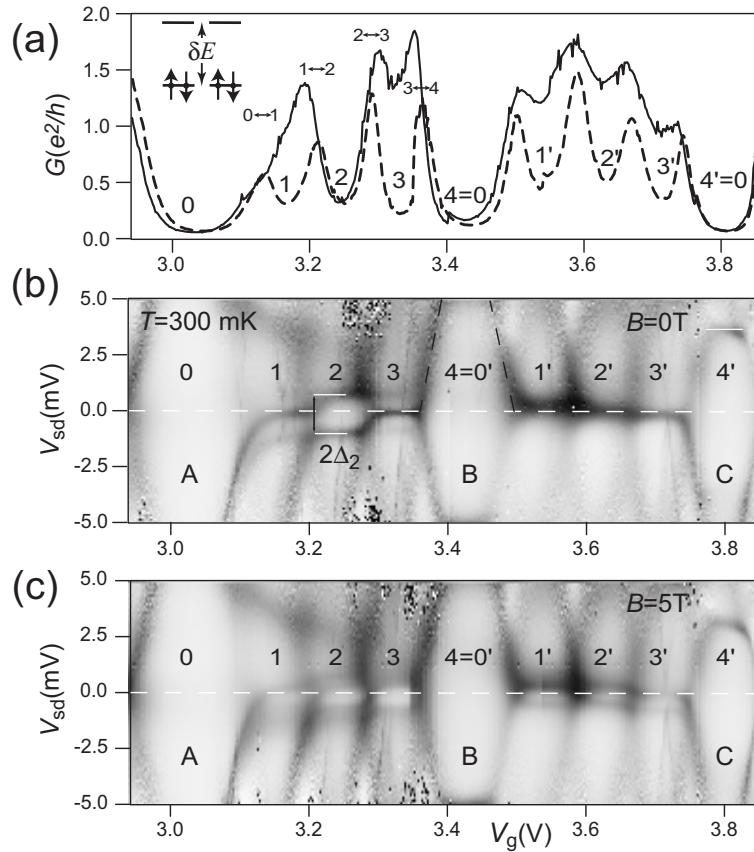 (a)
2.0
1.5
1.0
0.5
0.0
G(e²/h)
δE
0↔1
1↔2
2↔3
3↔4
0
1
2
3
4=0
1'
2'
3'
4'=0
3.0 3.2 3.4 3.6 3.8
(b)
5.0
2.5
0.0
-2.5
-5.0
V_sd(mV)
T=300 mK
B=0T
0 1 2 3 4=0' 1' 2' 3' 4'
2Δ₂
A B C
3.0 3.2 3.4 3.6 3.8
(c)
5.0
2.5
0.0
-2.5
-5.0
V_sd(mV)
B=5T
0 1 2 3 4=0' 1' 2' 3' 4'
A B C
3.0 3.2 3.4 3.6 3.8
V_g(V)